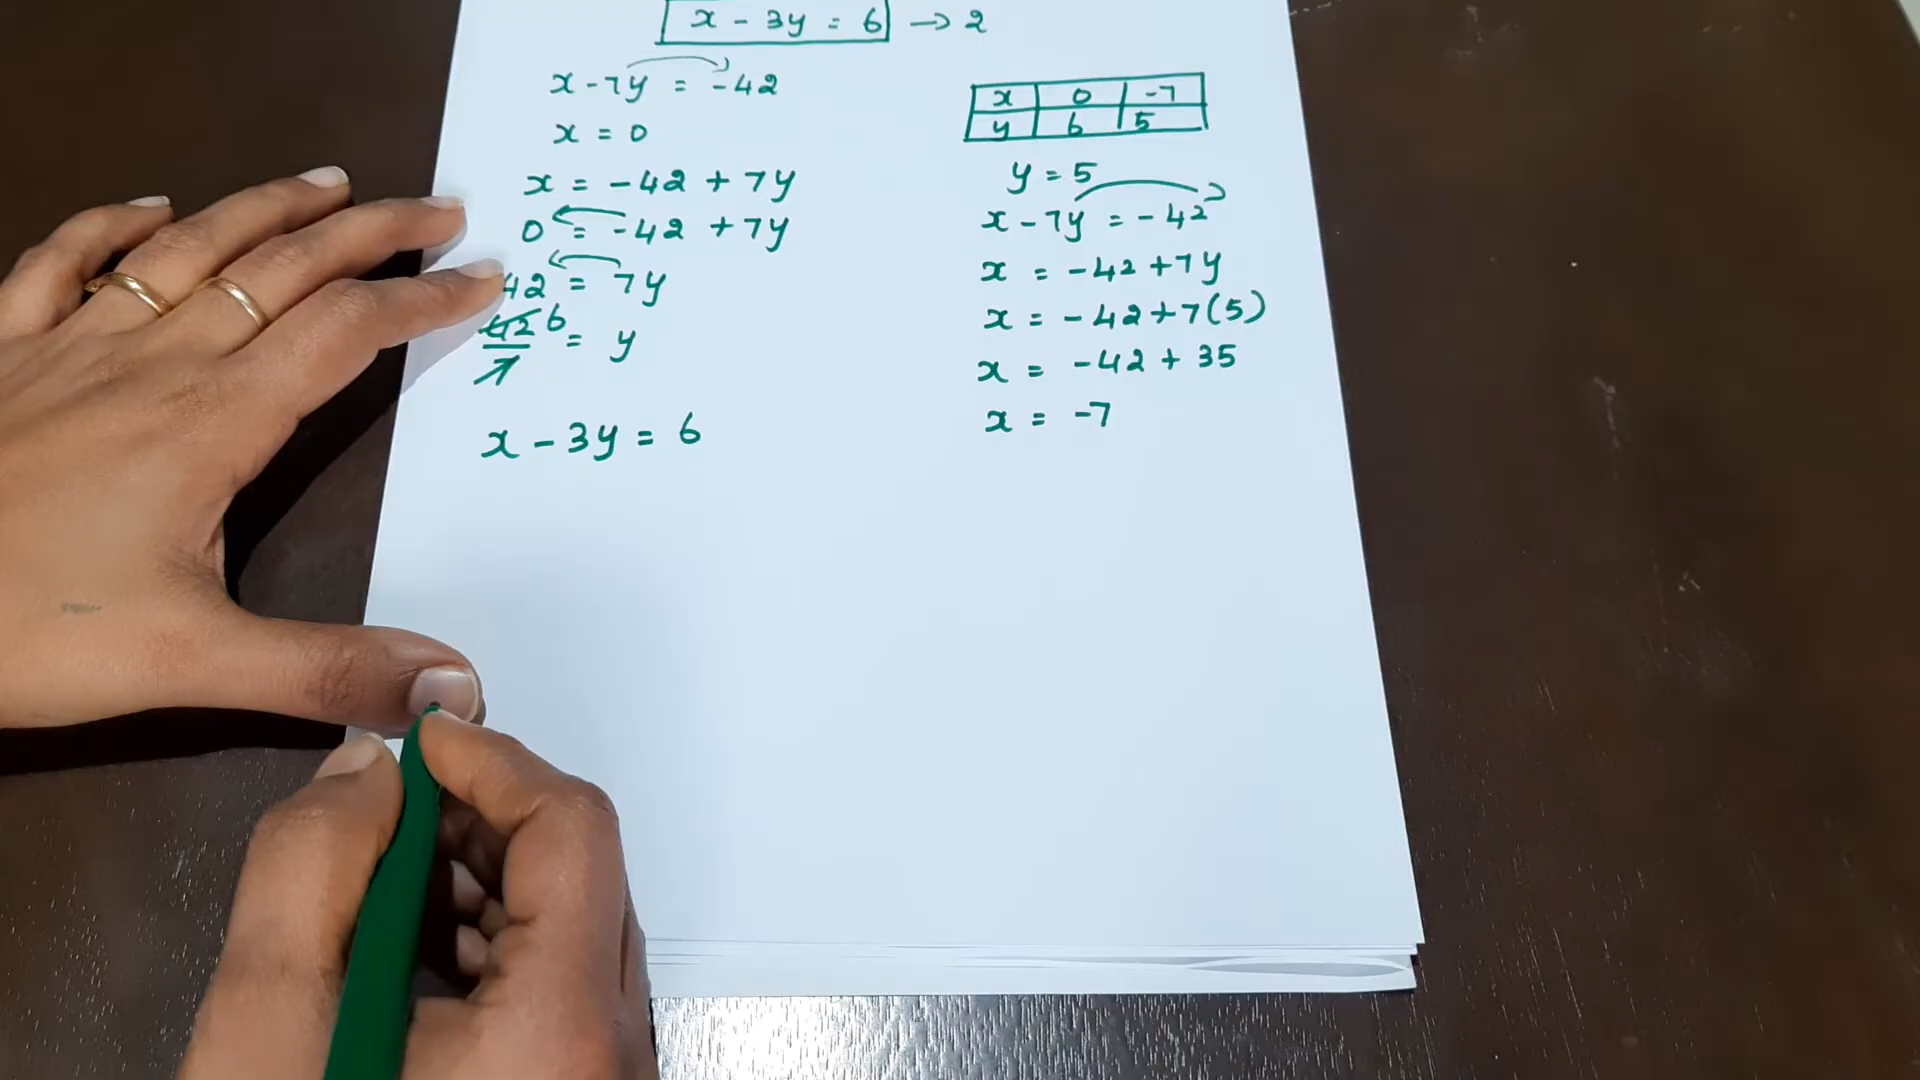 x - 3y = 6 → 2
x - 7y = -42
x = 0
x = -42 + 7y
0 = -42 + 7y
42 = 7y
42/7 6 = y
x - 3y = 6
x 0 -7
y 6 5
y = 5
x - 7y = -42
x = -42 + 7y
x = -42 + 7(5)
x = -42 + 35
x = -7